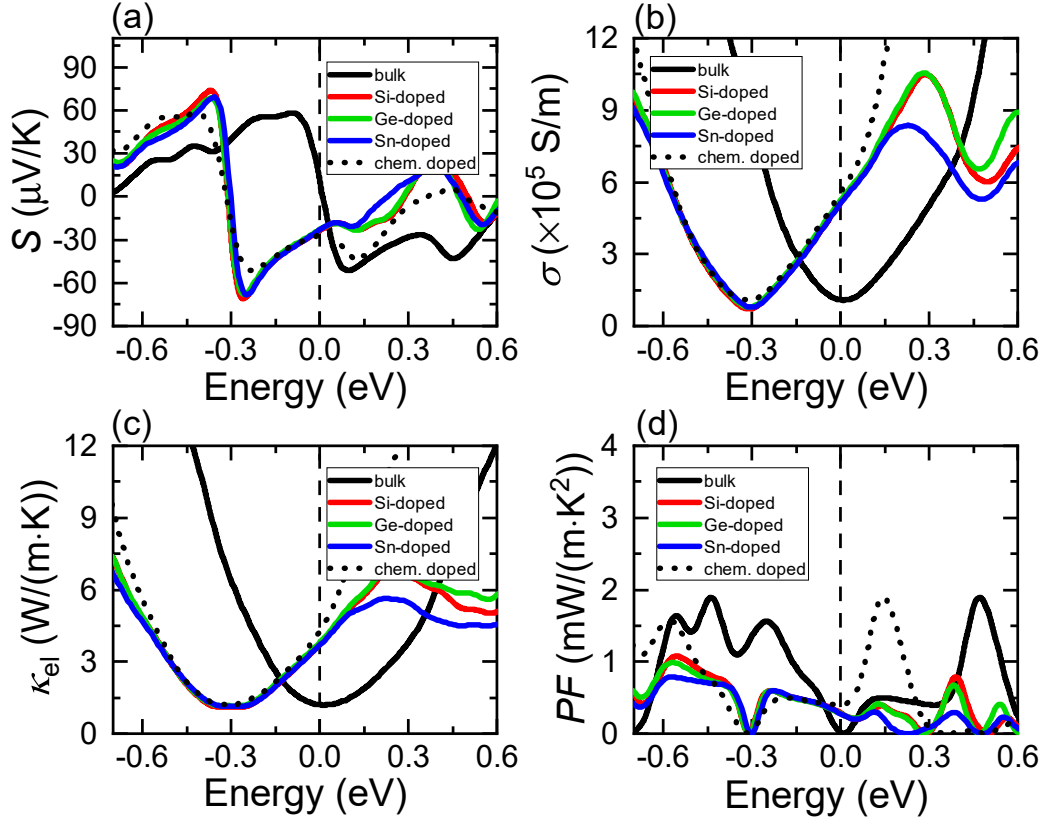 (a)
S (μV/K)
90
60
30
0
-30
-60
-90
bulk
Si-doped
Ge-doped
Sn-doped
chem. doped
-0.6 -0.3 0.0 0.3 0.6
Energy (eV)
(b)
σ (×10⁵ S/m)
12
9
6
3
0
bulk
Si-doped
Ge-doped
Sn-doped
chem. doped
-0.6 -0.3 0.0 0.3 0.6
Energy (eV)
(c)
κel (W/(m·K))
12
9
6
3
0
bulk
Si-doped
Ge-doped
Sn-doped
chem. doped
-0.6 -0.3 0.0 0.3 0.6
Energy (eV)
(d)
PF (mW/(m·K²))
4
3
2
1
0
bulk
Si-doped
Ge-doped
Sn-doped
chem. doped
-0.6 -0.3 0.0 0.3 0.6
Energy (eV)